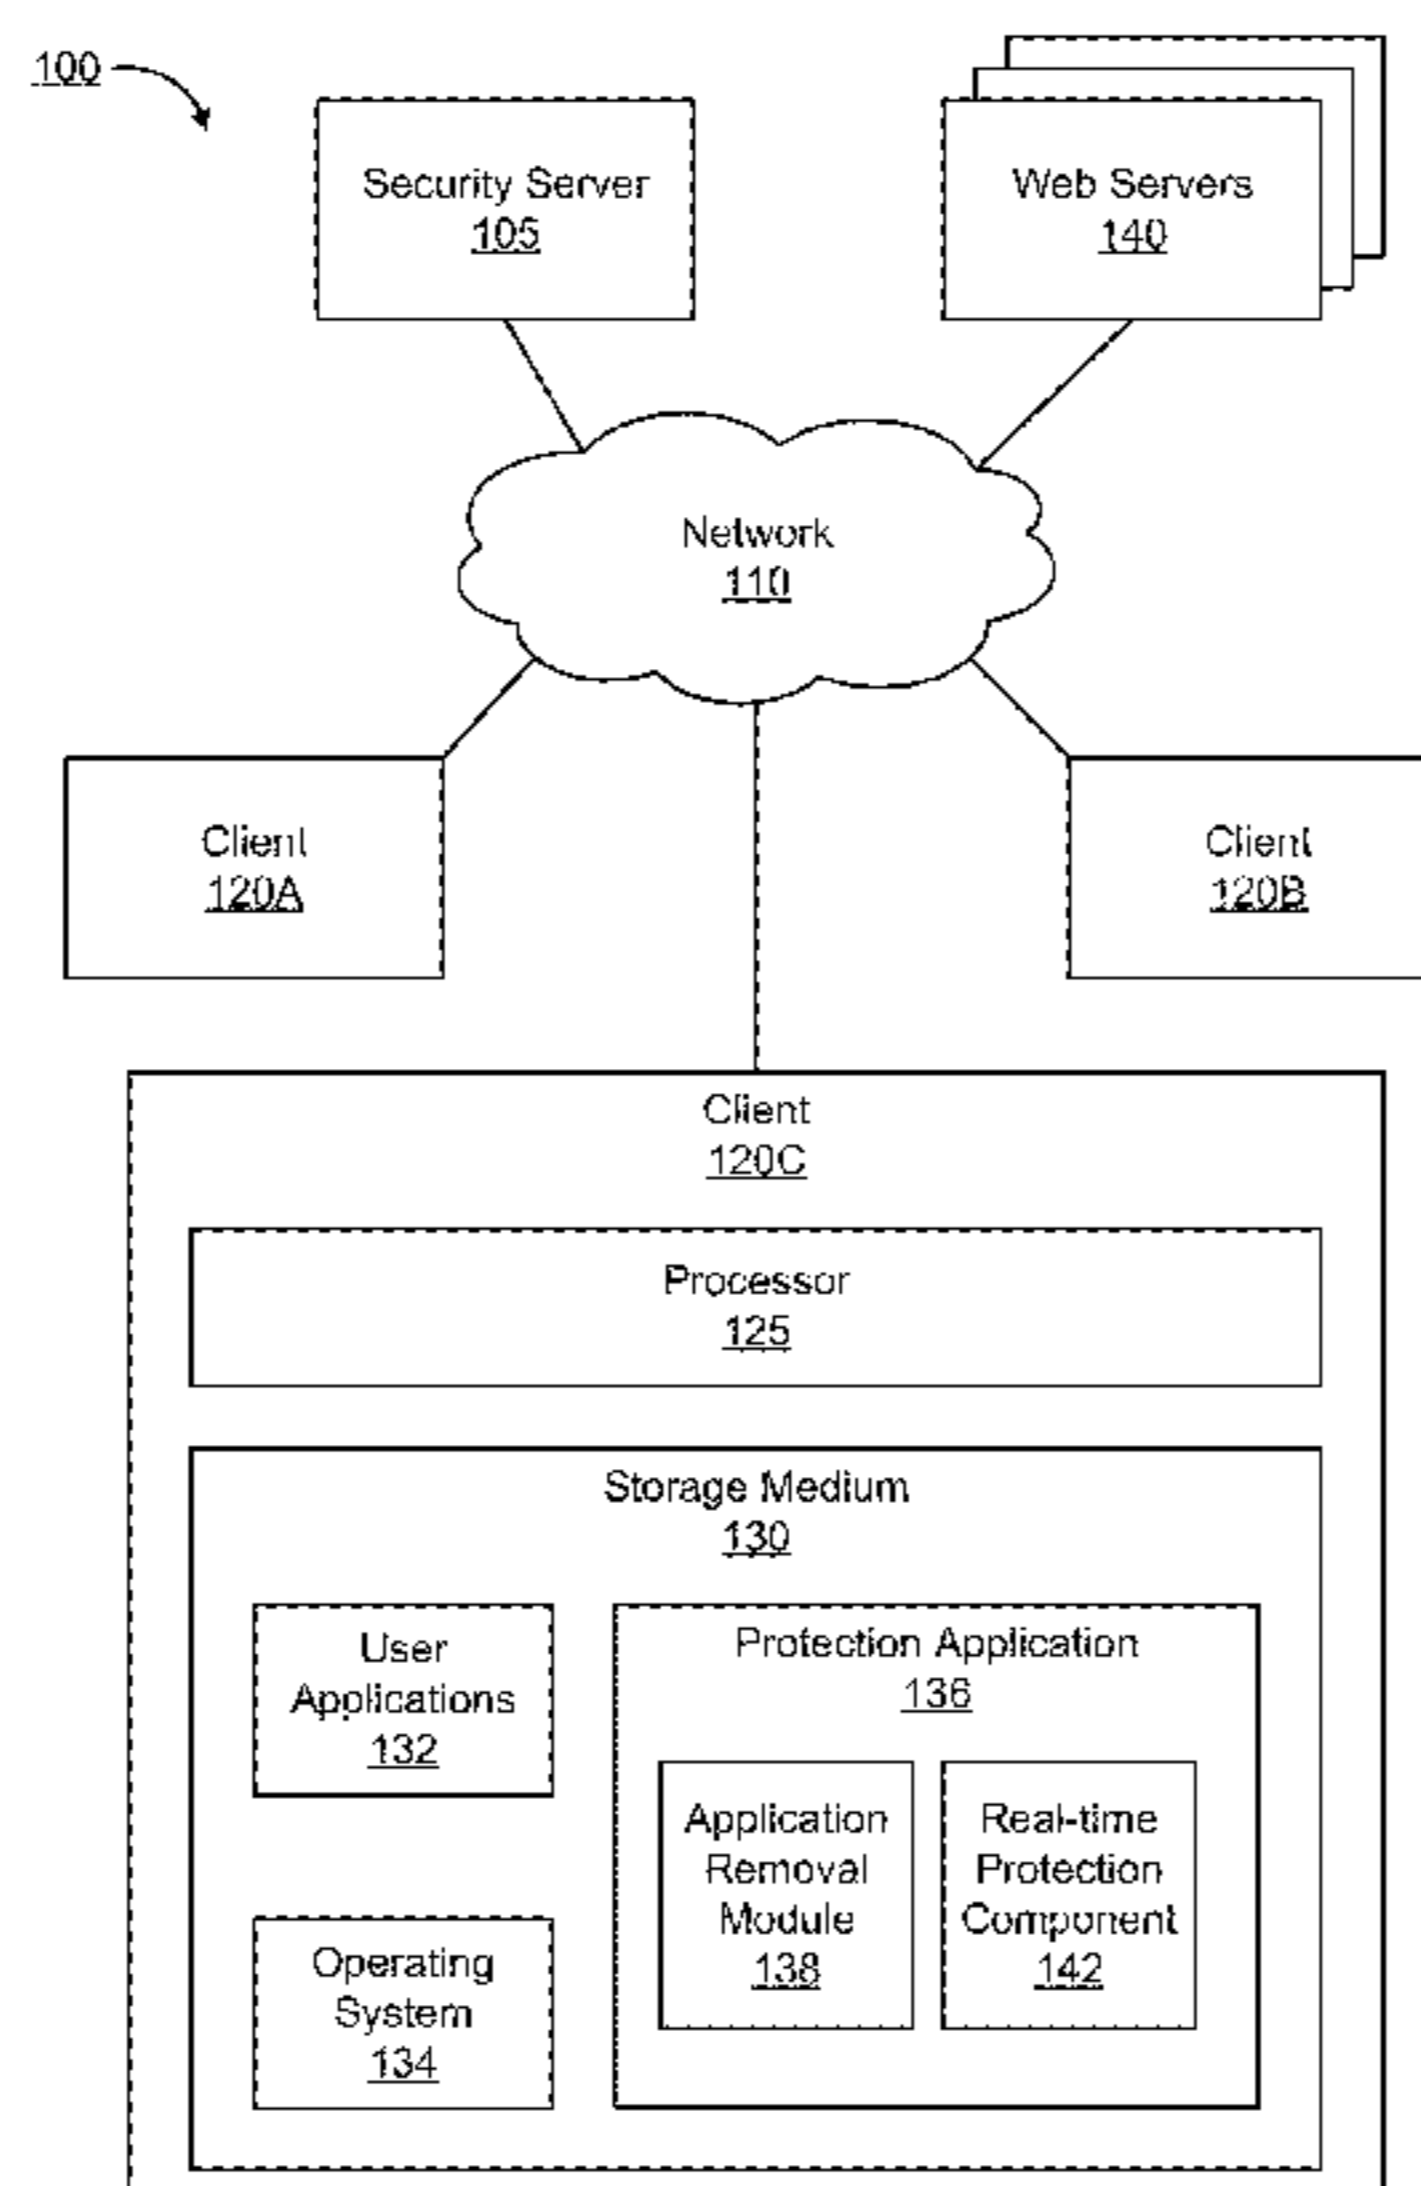 100
Security Server
105
Web Servers
140
Network
110
Client
120A
Client
120B
Client
120C
Processor
125
Storage Medium
130
User
Applications
132
Protection Application
136
Application
Removal
Module
138
Real-time
Protection
Component
142
Operating
System
134